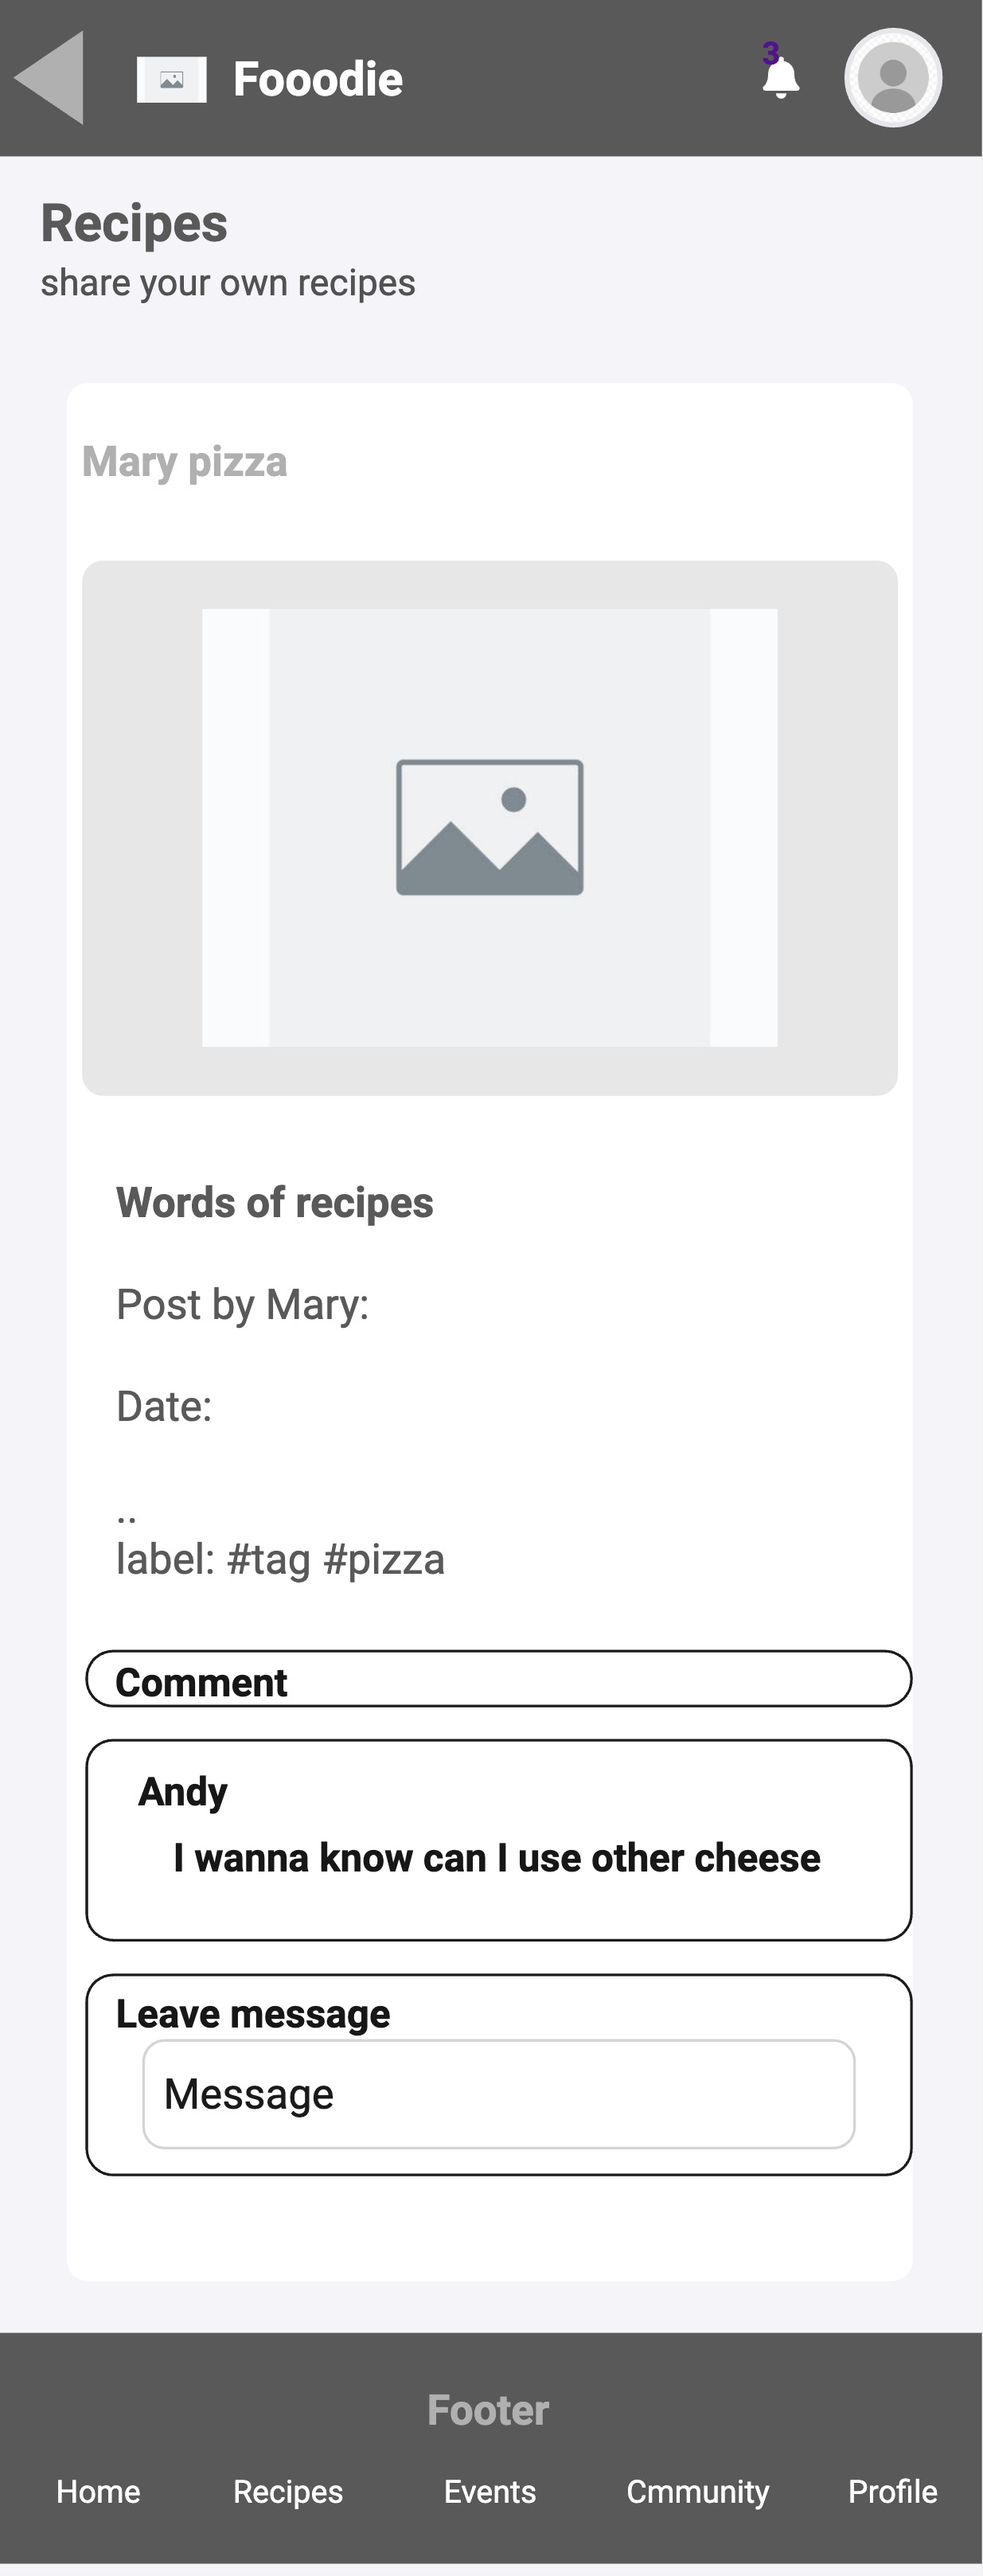 3
Fooodie
Recipes
share your own recipes
Mary pizza
Words of recipes
Post by Mary:
Date:
..
label: #tag #pizza
Comment
Andy
I wanna know can I use other cheese
Leave message
Message
Footer
Home Recipes Events Cmmunity Profile